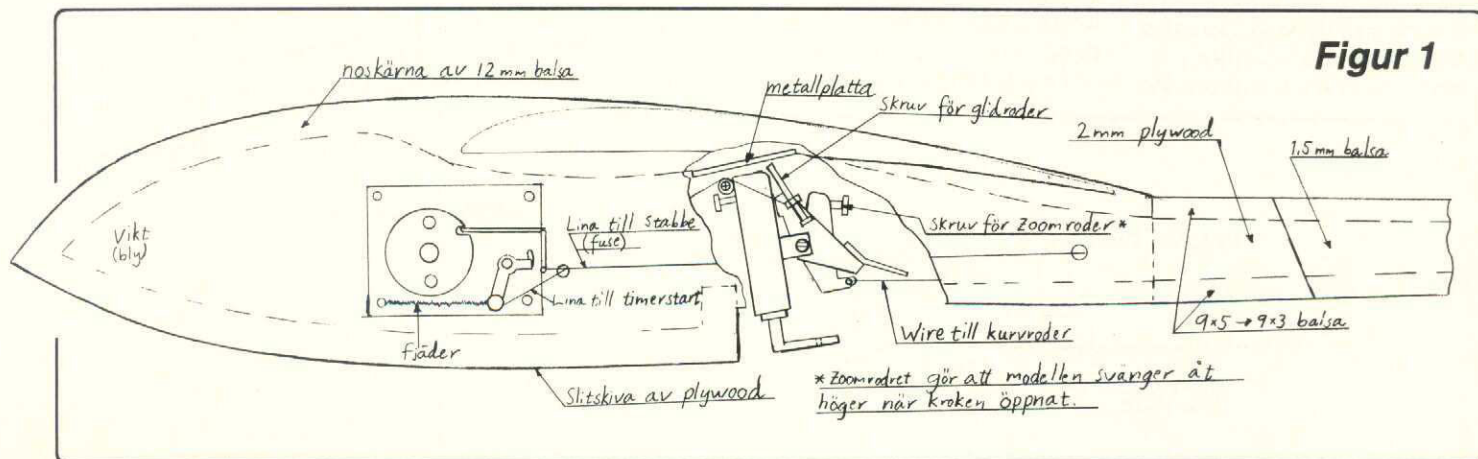 Figur 1
noskärna av 12 mm balsa
metallplatta
skruv för glidroder
2 mm plywood
1.5 mm balsa
Vikt
(bly)
Lina till stabbe
(fuse)
skruv för Zoomroder*
Lina till timerstart
fjäder
Wire till kurvroder
9*5 → 9*3 balsa
Slitskiva av plywood
* Zoomrodret gör att modellen svänger åt
höger när kroken öppnat.